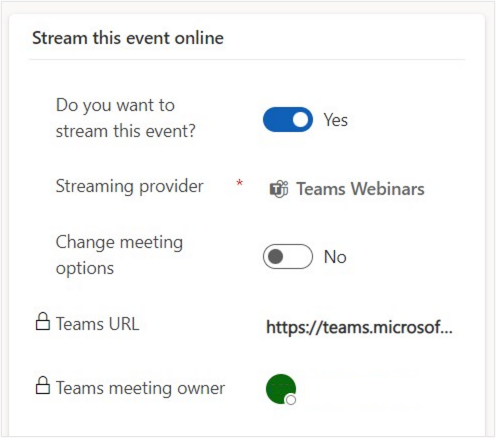 Stream this event online
Do you want to
stream this event?
Yes
Streaming provider * Teams Webinars
Change meeting
options
No
Teams URL https://teams.microsof...
Teams meeting owner